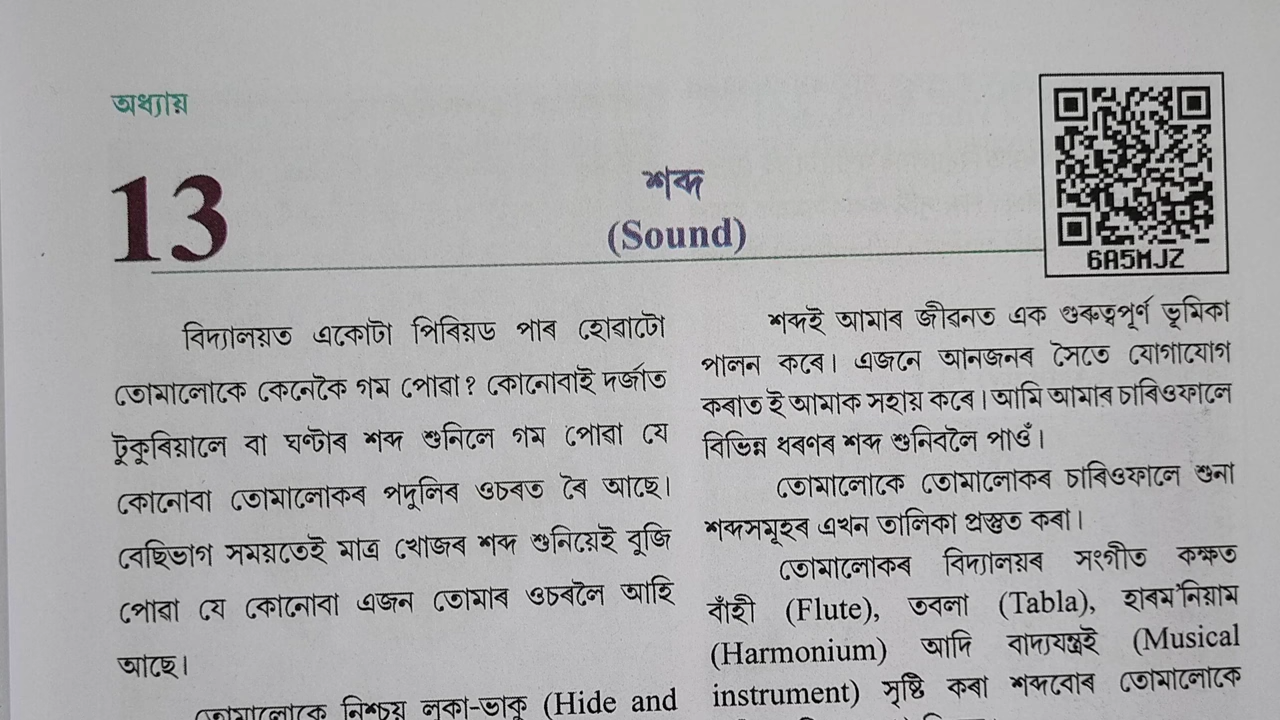 অধ্যায়
13
শব্দ
(Sound)
6A5MJZ
বিদ্যালয়ত একোটা পিৰিয়ড পাৰ হোৱাটো
তোমালোকে কেনেকৈ গম পোৱা? কোনোবাই দৰ্জাত
টুকুৰিয়ালে বা ঘণ্টাৰ শব্দ শুনিলে গম পোৱা যে
কোনোবা তোমালোকৰ পদূলিৰ ওচৰত ৰৈ আছে।
বেছিভাগ সময়তেই মাত্ৰ খোজৰ শব্দ শুনিয়েই বুজি
পোৱা যে কোনোবা এজন তোমাৰ ওচৰলৈ আহি
আছে।
তোমালোকে নিশ্চয় লুকা-ভাকু (Hide and
শব্দই আমাৰ জীৱনত এক গুৰুত্বপূৰ্ণ ভূমিকা
পালন কৰে। এজনে আনজনৰ সৈতে যোগাযোগ
কৰাত ই আমাক সহায় কৰে। আমি আমাৰ চাৰিওফালে
বিভিন্ন ধৰণৰ শব্দ শুনিবলৈ পাওঁ।
তোমালোকে তোমালোকৰ চাৰিওফালে শুনা
শব্দসমূহৰ এখন তালিকা প্ৰস্তুত কৰা।
তোমালোকৰ বিদ্যালয়ৰ সংগীত কক্ষত
বাঁহী (Flute), তবলা (Tabla), হাৰম'নিয়াম
(Harmonium) আদি বাদ্যযন্ত্ৰই (Musical
instrument) সৃষ্টি কৰা শব্দবোৰ তোমালোকে